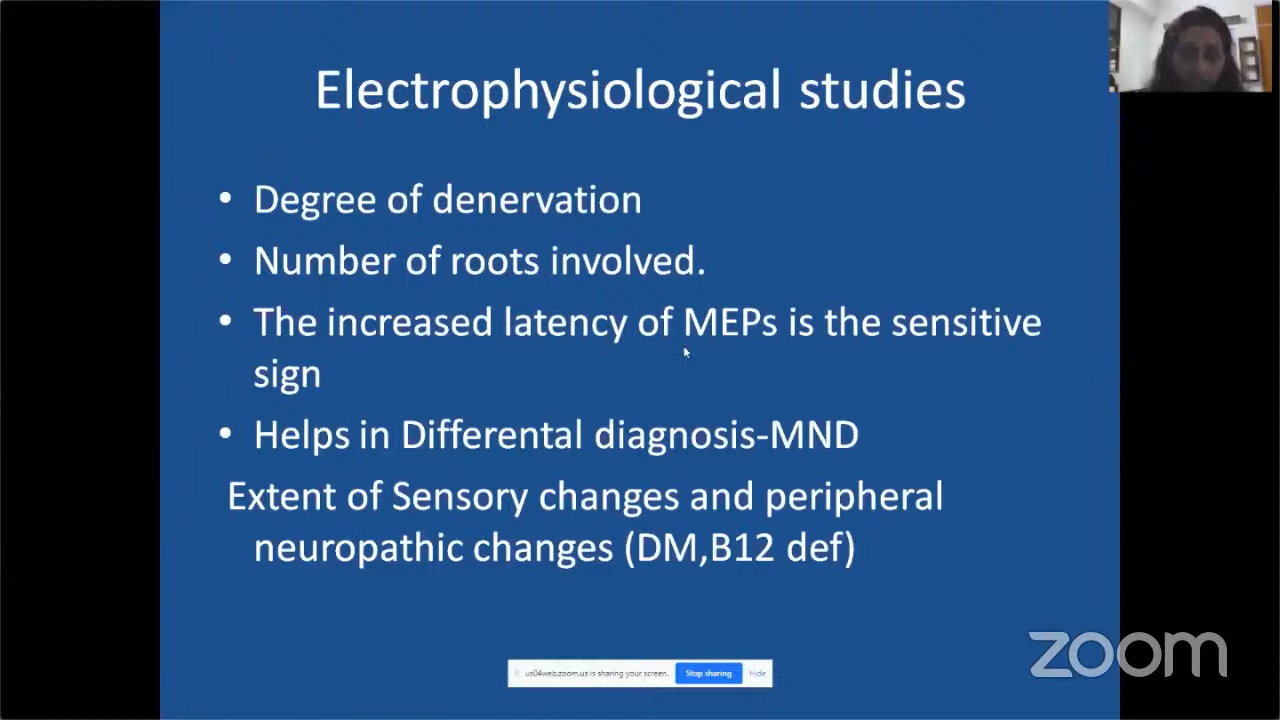 Electrophysiological studies
• Degree of denervation
• Number of roots involved.
• The increased latency of MEPs is the sensitive
sign
• Helps in Differental diagnosis-MND
Extent of Sensory changes and peripheral
neuropathic changes (DM,B12 def)
zoom
us04web.zoom.us is sharing your screen. Stop sharing Hide